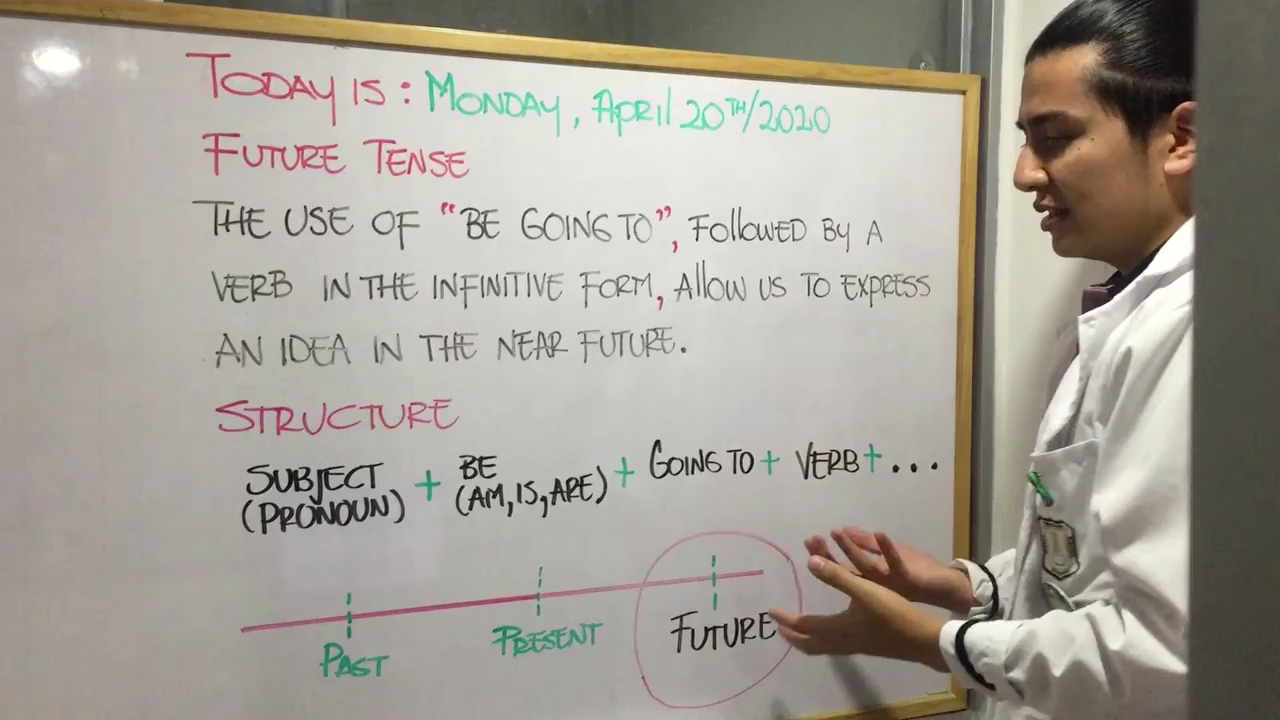 TODAY IS : MONDAY, APRIL 20TH/2020
FUTURE TENSE
THE USE OF "BE GOING TO", FOLLOWED BY A
VERB IN THE INFINITIVE FORM, ALLOW US TO EXPRESS
AN IDEA IN THE NEAR FUTURE.
STRUCTURE
SUBJECT (PRONOUN) + BE (AM, IS, ARE) + GOING TO + VERB + ...
PAST PRESENT FUTURE